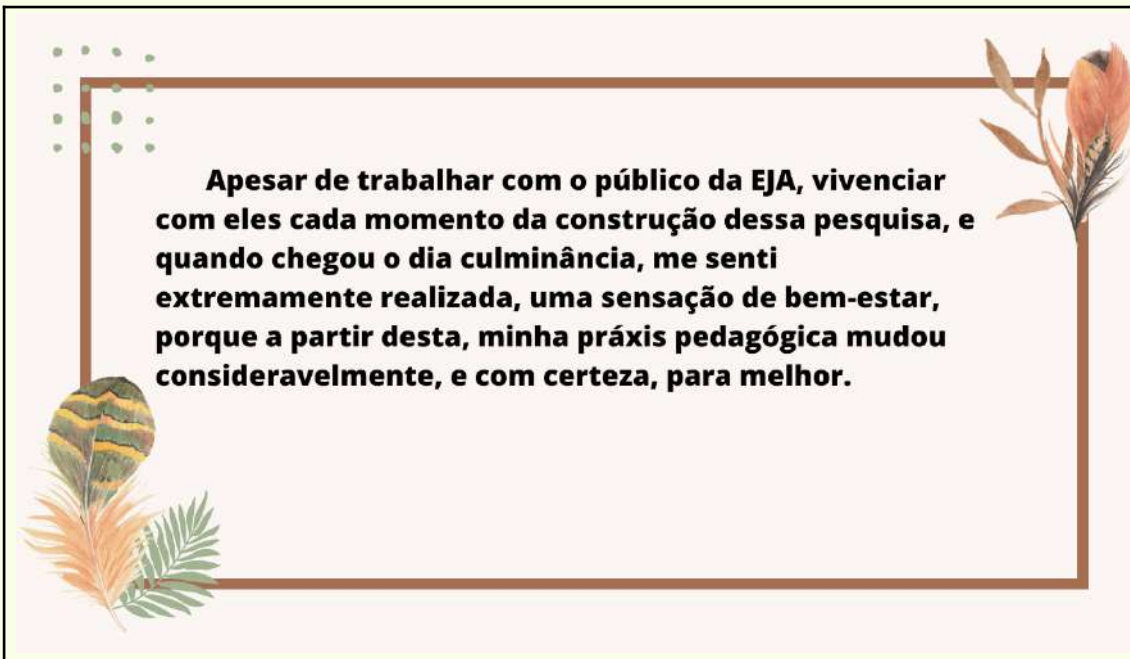 Apesar de trabalhar com o público da EJA, vivenciar
com eles cada momento da construção dessa pesquisa, e
quando chegou o dia culminância, me senti
extremamente realizada, uma sensação de bem-estar,
porque a partir desta, minha práxis pedagógica mudou
consideravelmente, e com certeza, para melhor.